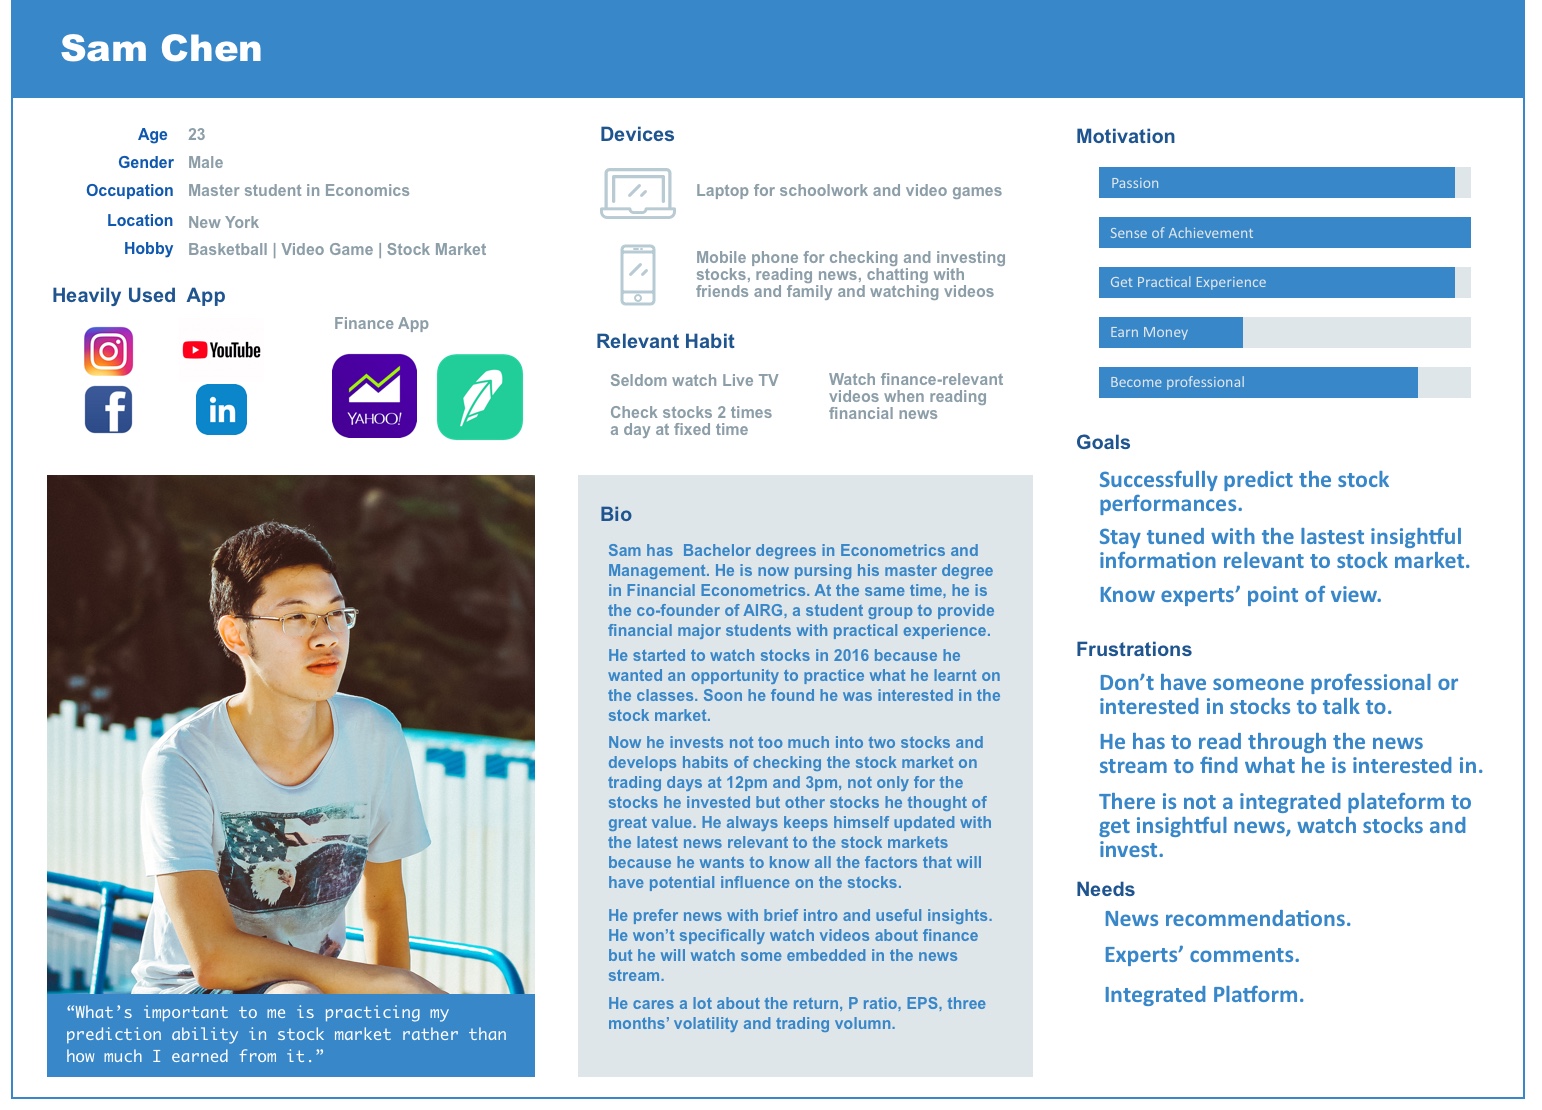 Sam Chen
Age 23
Gender Male
Occupation Master student in Economics
Location New York
Hobby Basketball | Video Game | Stock Market
Heavily Used App
Finance App
YouTube
in
YAHOO!
Devices
Laptop for schoolwork and video games
Mobile phone for checking and investing
stocks, reading news, chatting with
friends and family and watching videos
Relevant Habit
Seldom watch Live TV
Check stocks 2 times
a day at fixed time
Watch finance-relevant
videos when reading
financial news
Motivation
Passion
Sense of Achievement
Get Practical Experience
Earn Money
Become professional
Goals
Successfully predict the stock
performances.
Stay tuned with the lastest insightful
information relevant to stock market.
Know experts’ point of view.
Frustrations
Don’t have someone professional or
interested in stocks to talk to.
He has to read through the news
stream to find what he is interested in.
There is not a integrated plateform to
get insightful news, watch stocks and
invest.
Needs
News recommendations.
Experts’ comments.
Integrated Platform.
Bio
Sam has Bachelor degrees in Econometrics and
Management. He is now pursing his master degree
in Financial Econometrics. At the same time, he is
the co-founder of AIRG, a student group to provide
financial major students with practical experience.
He started to watch stocks in 2016 because he
wanted an opportunity to practice what he learnt on
the classes. Soon he found he was interested in the
stock market.
Now he invests not too much into two stocks and
develops habits of checking the stock market on
trading days at 12pm and 3pm, not only for the
stocks he invested but other stocks he thought of
great value. He always keeps himself updated with
the latest news relevant to the stock markets
because he wants to know all the factors that will
have potential influence on the stocks.
He prefer news with brief intro and useful insights.
He won’t specifically watch videos about finance
but he will watch some embedded in the news
stream.
He cares a lot about the return, P ratio, EPS, three
months’ volatility and trading volumn.
“What’s important to me is practicing my
prediction ability in stock market rather than
how much I earned from it.”